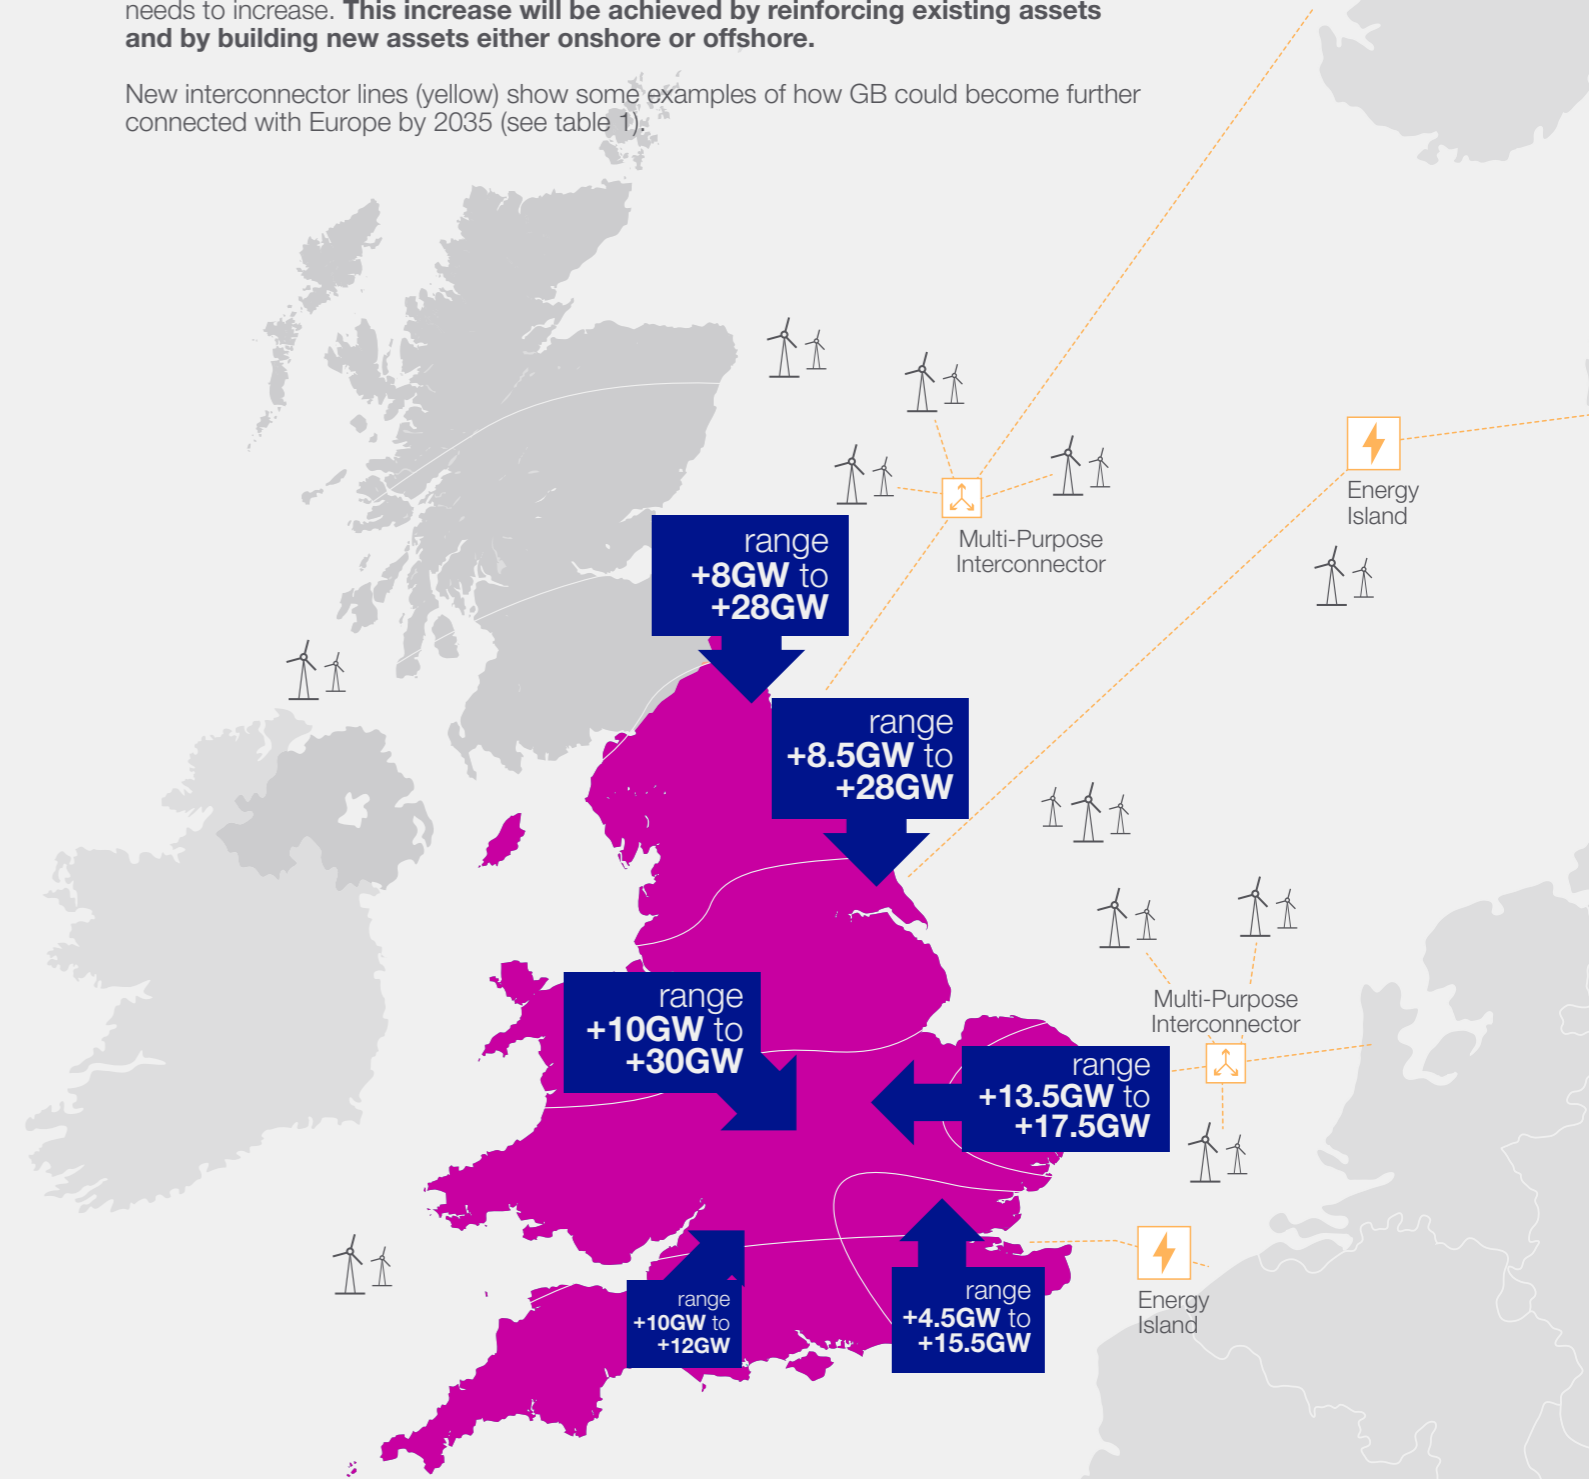 needs to increase. This increase will be achieved by reinforcing existing assets
and by building new assets either onshore or offshore.
New interconnector lines (yellow) show some examples of how GB could become further
connected with Europe by 2035 (see table 1).
Energy
Island
range
+8GW to
+28GW
Multi-Purpose
Interconnector
range
+8.5GW to
+28GW
range
+10GW to
+30GW
Multi-Purpose
Interconnector
range
+13.5GW to
+17.5GW
range
+10GW to
+12GW
range
+4.5GW to
+15.5GW
Energy
Island